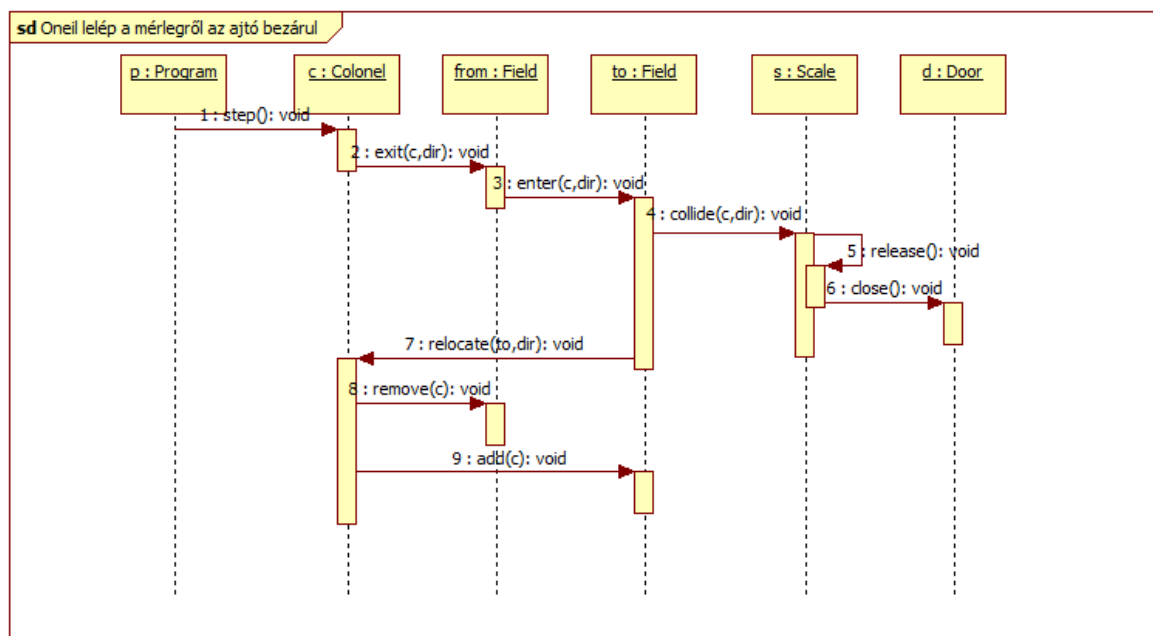 sd Oneil lelép a mérlegről az ajtó bezárul
p : Program
c : Colonel
from : Field
to : Field
s : Scale
d : Door
1 : step(): void
2 : exit(c,dir): void
3 : enter(c,dir): void
4 : collide(c,dir): void
5 : release(): void
6 : close(): void
7 : relocate(to,dir): void
8 : remove(c): void
9 : add(c): void